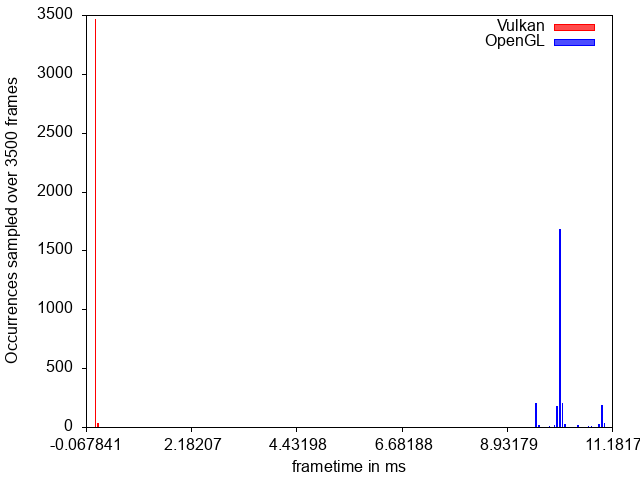 3500
3000
2500
2000
1500
1000
500
0
Occurrences sampled over 3500 frames
Vulkan
OpenGL
-0.067841 2.18207 4.43198 6.68188 8.93179 11.1817
frametime in ms